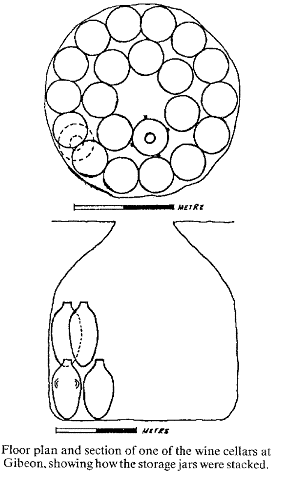 METRE
METRE
Floor plan and section of one of the wine cellars at
Gibeon, showing how the storage jars were stacked.